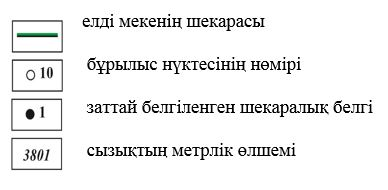 елді мекенің шекарасы
10 бұрылыс нүктесінің нөмірі
1 заттай белгіленген шекаралық белгі
3801 сызықтың метрлік өлшемі